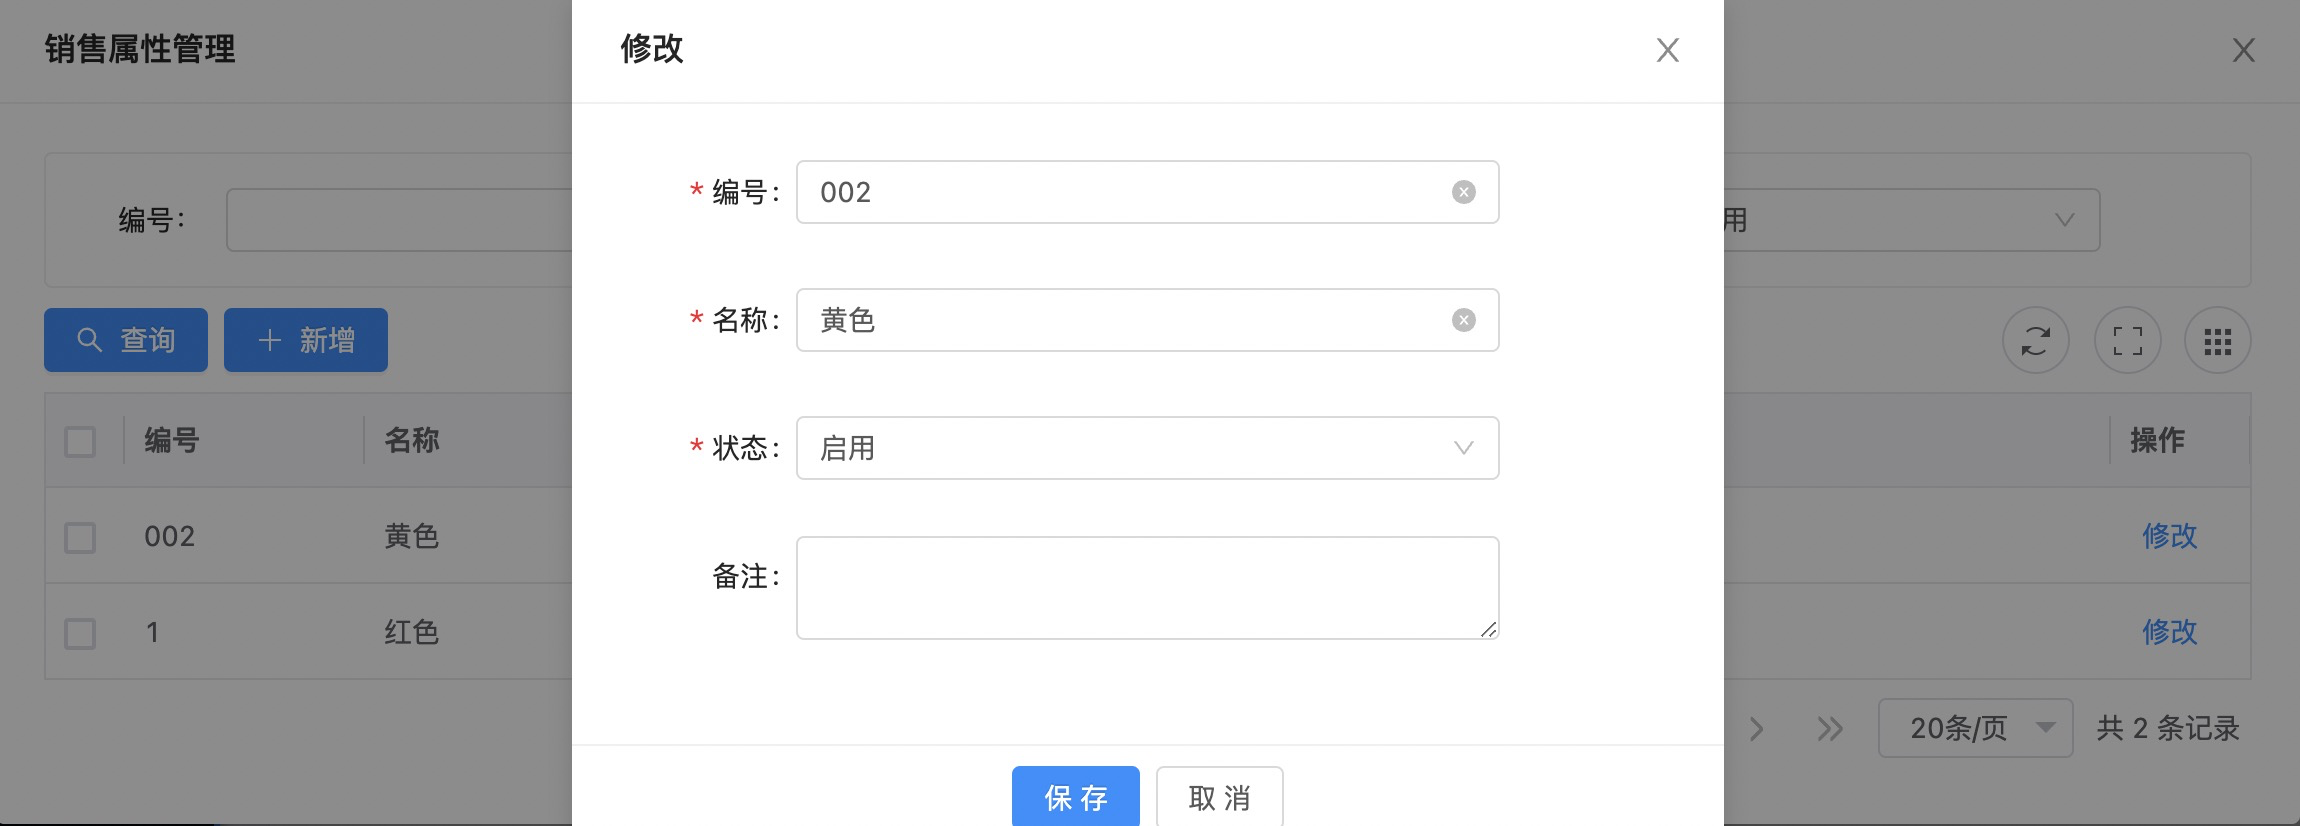 销售属性管理
修改
编号：
用
* 编号： 002
* 名称： 黄色
* 状态： 启用
备注：
查询
新增
编号 名称 操作
002 黄色 修改
1 红色 修改
20条/页 共 2 条记录
保 存 取 消